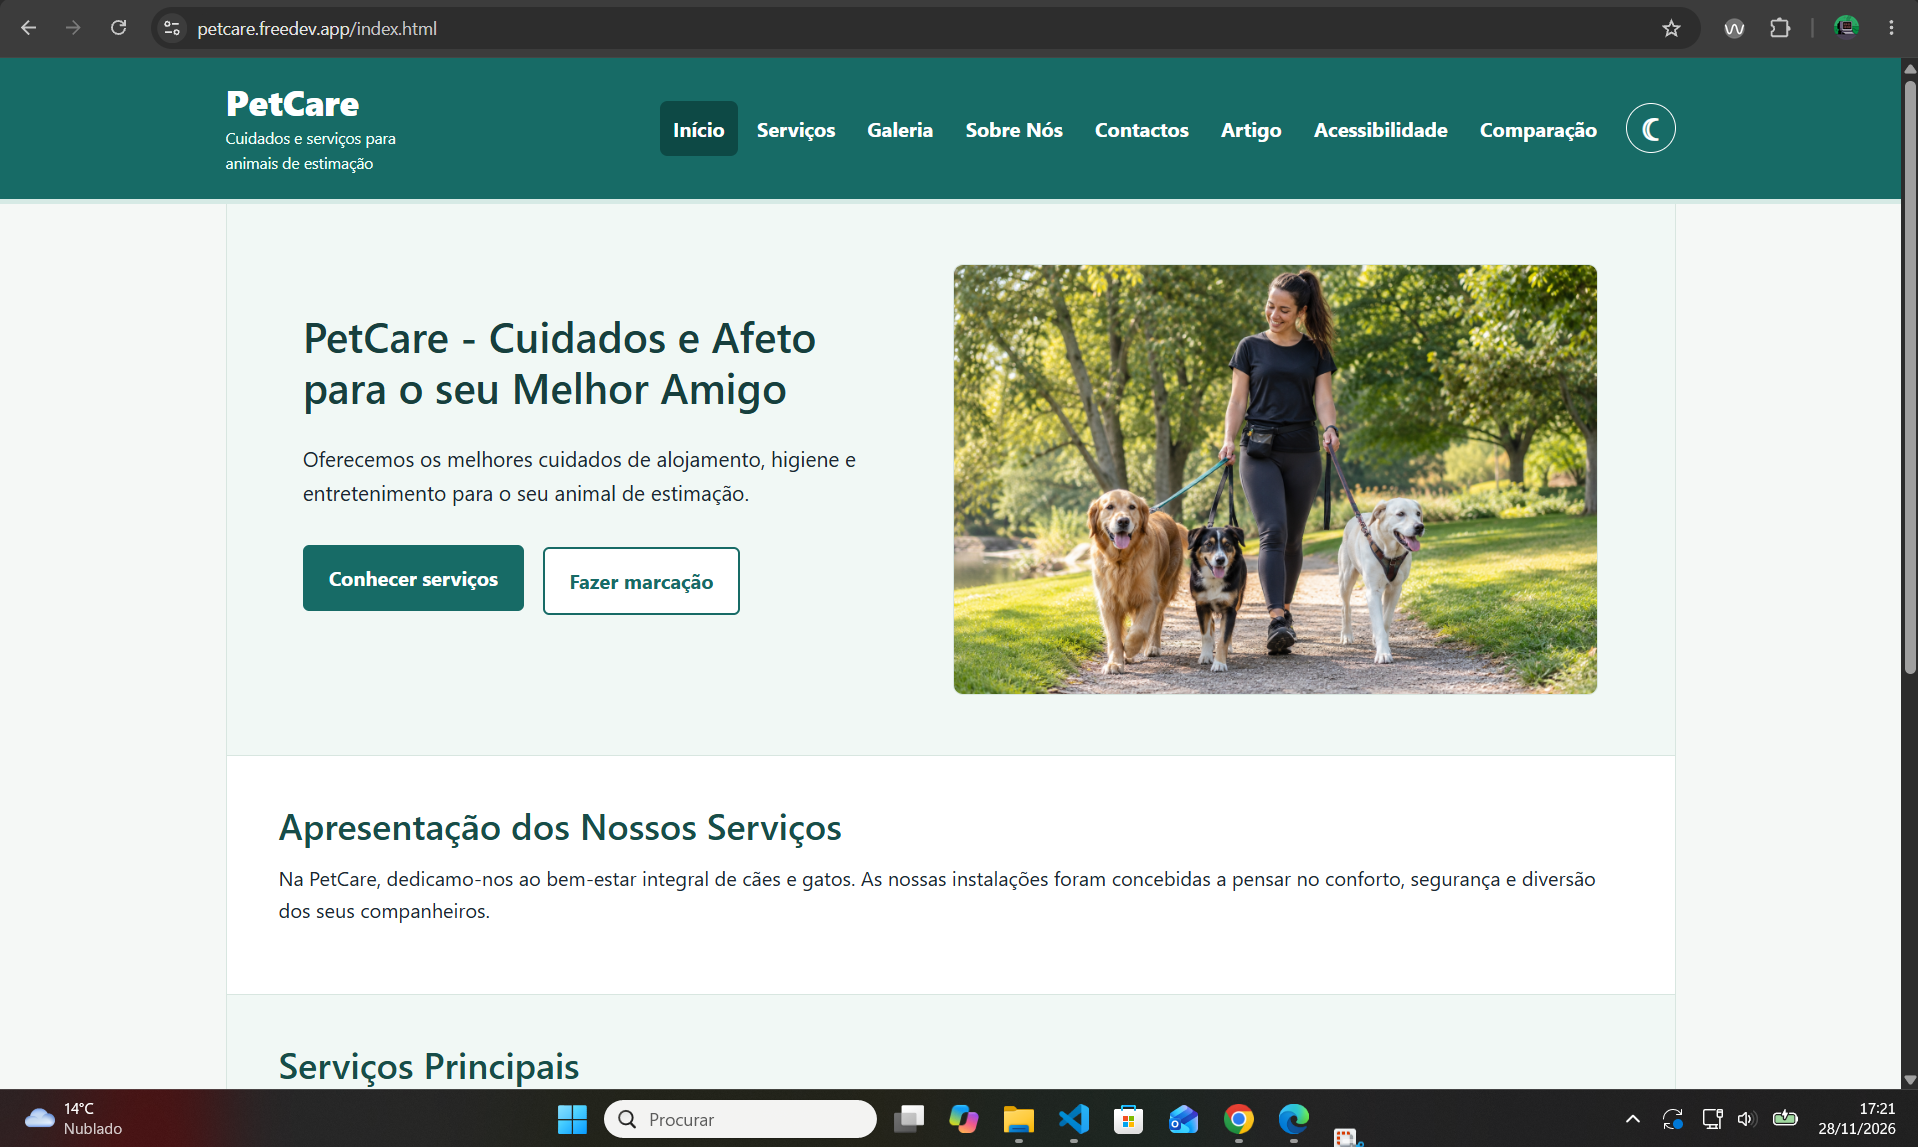 petcare.freedev.app/index.html
PetCare
Cuidados e serviços para
animais de estimação
Início Serviços Galeria Sobre Nós Contactos Artigo Acessibilidade Comparação
PetCare - Cuidados e Afeto
para o seu Melhor Amigo
Oferecemos os melhores cuidados de alojamento, higiene e
entretenimento para o seu animal de estimação.
Conhecer serviços
Fazer marcação
Apresentação dos Nossos Serviços
Na PetCare, dedicamo-nos ao bem-estar integral de cães e gatos. As nossas instalações foram concebidas a pensar no conforto, segurança e diversão
dos seus companheiros.
Serviços Principais
14°C
Nublado
Procurar
17:21
28/11/2026